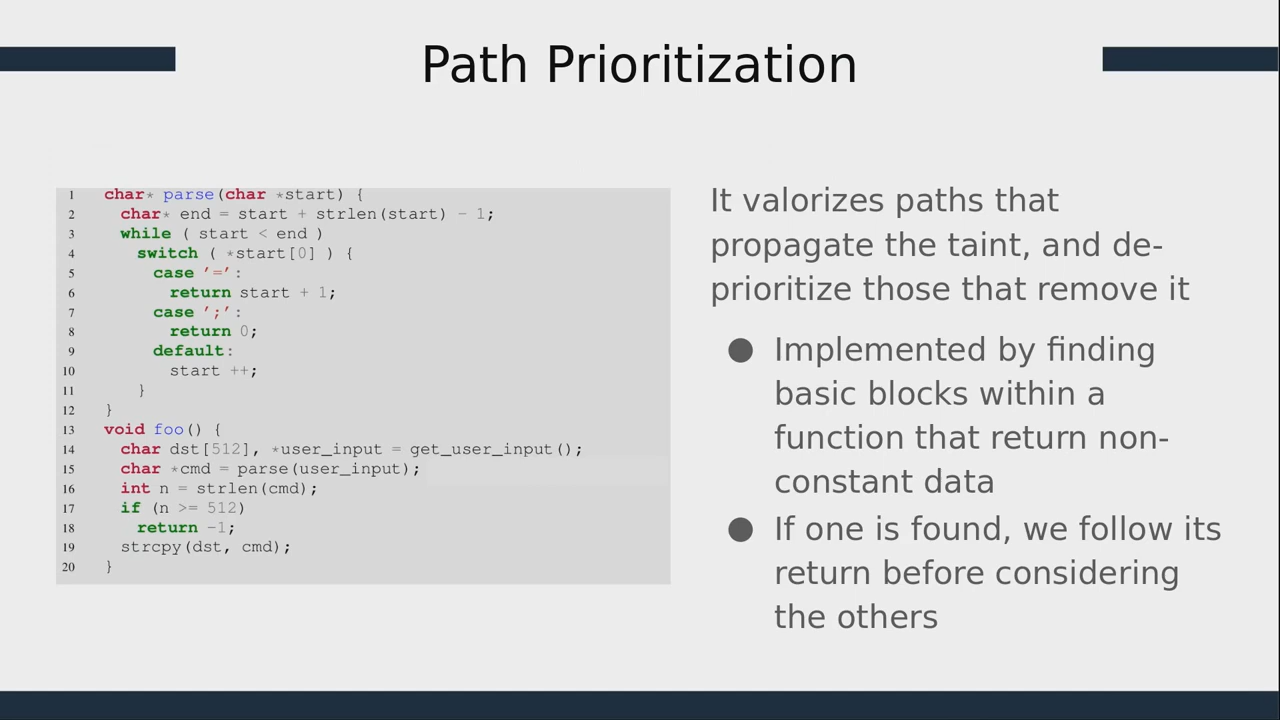 Path Prioritization
1 char* parse(char *start) {
2 char* end = start + strlen(start) - 1;
3 while ( start < end )
4 switch ( *start[0] ) {
5 case '=':
6 return start + 1;
7 case ';':
8 return 0;
9 default:
10 start ++;
11 }
12 }
13 void foo() {
14 char dst[512], *user_input = get_user_input();
15 char *cmd = parse(user_input);
16 int n = strlen(cmd);
17 if (n >= 512)
18 return -1;
19 strcpy(dst, cmd);
20 }
It valorizes paths that
propagate the taint, and de-
prioritize those that remove it
● Implemented by finding
basic blocks within a
function that return non-
constant data
● If one is found, we follow its
return before considering
the others